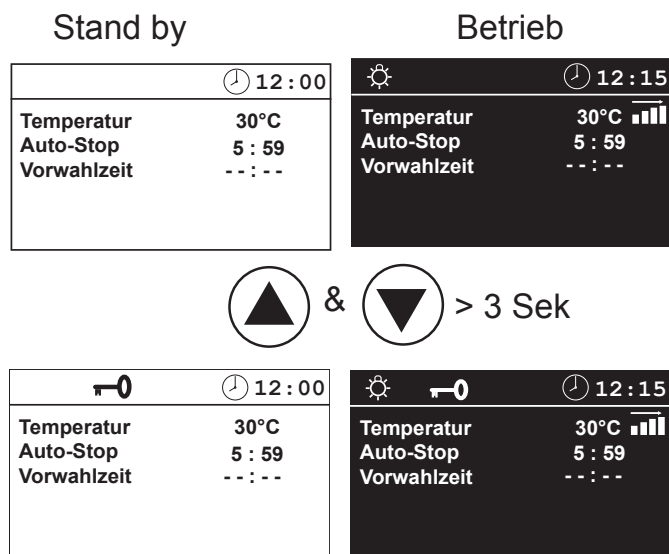 Stand by Betrieb
12:00 12:15
Temperatur 30°C Temperatur 30°C
Auto-Stop 5 : 59 Auto-Stop 5 : 59
Vorwahlzeit - - : - - Vorwahlzeit - - : - -
& > 3 Sek
12:00 12:15
Temperatur 30°C Temperatur 30°C
Auto-Stop 5 : 59 Auto-Stop 5 : 59
Vorwahlzeit - - : - - Vorwahlzeit - - : - -